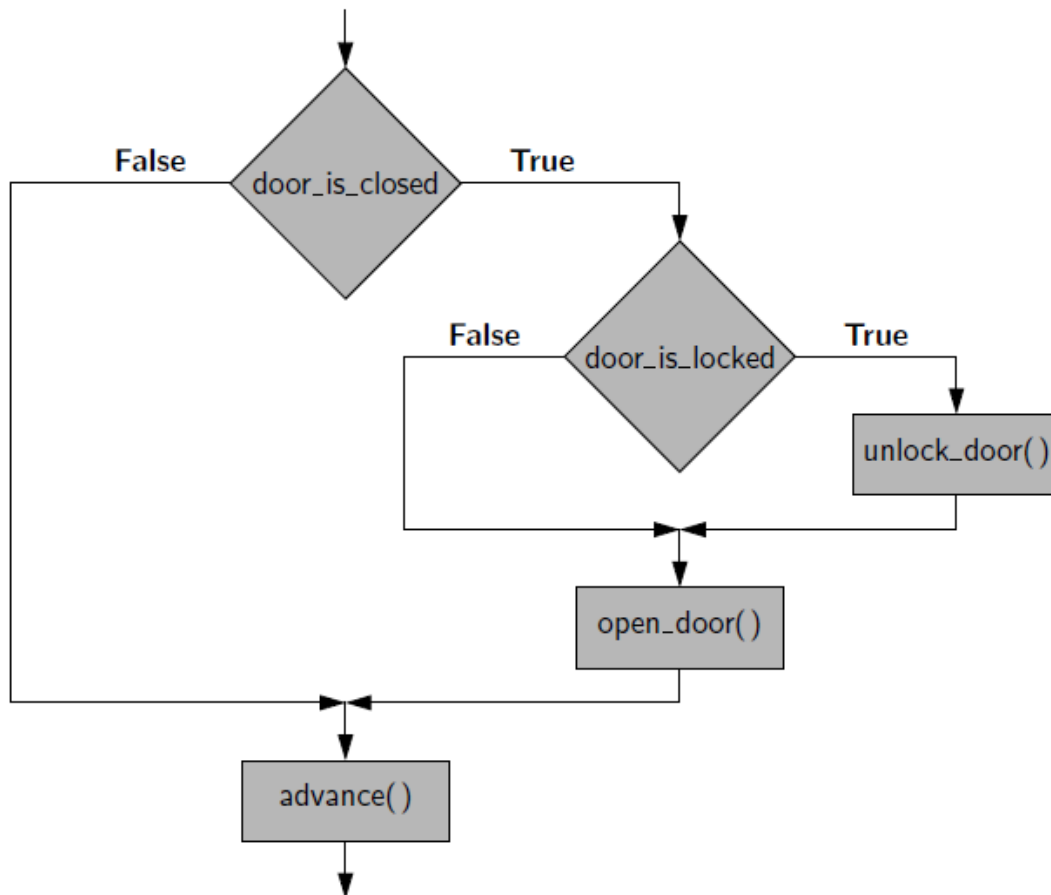 False
True
door_is_closed
False
True
door_is_locked
unlock_door()
open_door()
advance()